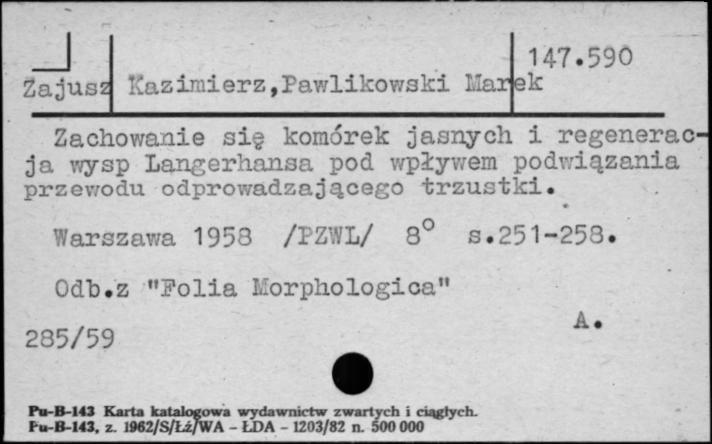 147.590
Zajusz Kazimierz,Pawlikowski Marek
Zachowanie się komórek jasnych i regenerac-
ja wysp Langerhansa pod wpływem podwiązania
przewodu odprowadzającego trzustki.
Warszawa 1958 /PZWL/ 8° s.251-258.
Odb.z "Folia Morphologica"
A.
285/59
Pu-B-143 Karta katalogowa wydawnictw zwartych i ciągłych.
Pu-B-143, z. 1962/S/Łź/WA - ŁDA - 1203/82 n. 500 000